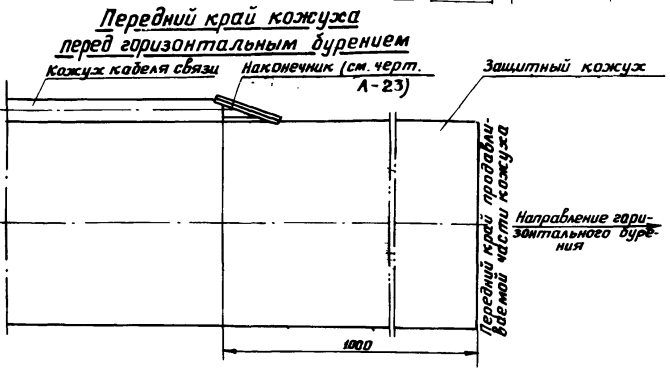 Передний край кожуха
перед горизонтальным бурением
Кожух кабеля связи
Наконечник (см. черт.
А-23)
Защитный кожух
Передний край продавли-
ваемой части кожуха
Направление гори-
зонтального буре-
ния
1000